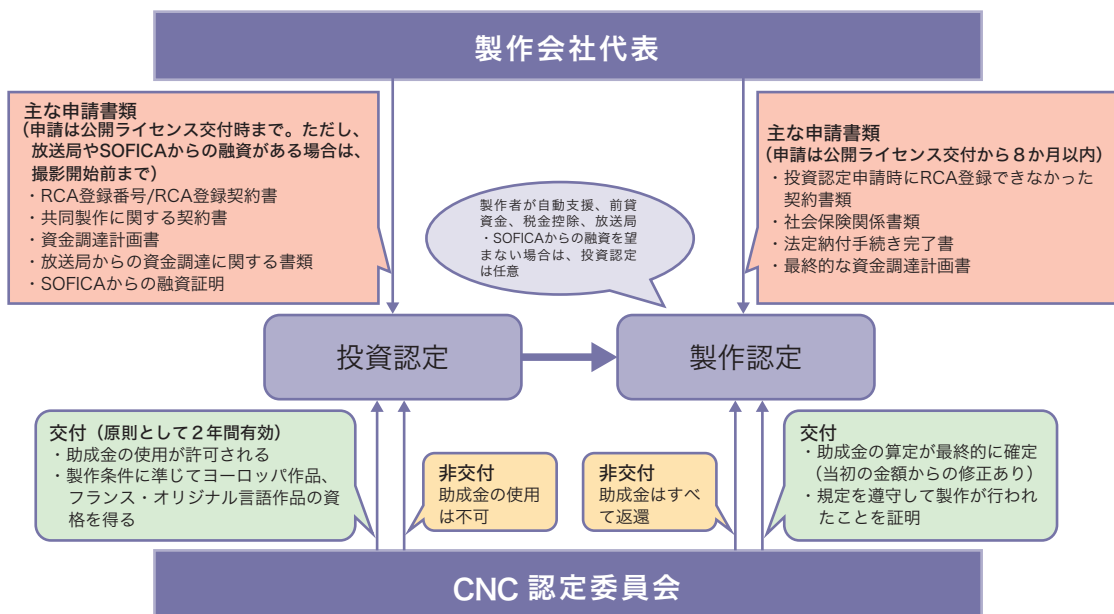 製作会社代表
主な申請書類
（申請は公開ライセンス交付時まで。ただし、
放送局やSOFICAからの融資がある場合は、
撮影開始前まで）
・RCA登録番号/RCA登録契約書
・共同製作に関する契約書
・資金調達計画書
・放送局からの資金調達に関する書類
・SOFICAからの融資証明
製作者が自動支援、前貸
資金、税金控除、放送局
・SOFICAからの融資を望
まない場合は、投資認定
は任意
主な申請書類
（申請は公開ライセンス交付から８か月以内）
・投資認定申請時にRCA登録できなかった
契約書類
・社会保険関係書類
・法定納付手続き完了書
・最終的な資金調達計画書
投資認定
製作認定
交付（原則として２年間有効）
・助成金の使用が許可される
・製作条件に準じてヨーロッパ作品、
フランス・オリジナル言語作品の資
格を得る
非交付
助成金の使用
は不可
非交付
助成金はすべ
て返還
交付
・助成金の算定が最終的に確定
（当初の金額からの修正あり）
・規定を遵守して製作が行われ
たことを証明
CNC 認定委員会